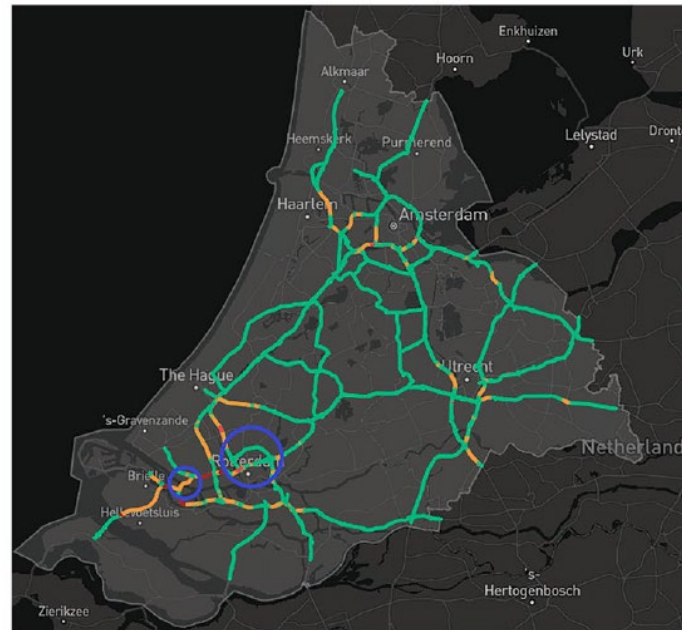 Enkhuizen
Urk
Hoorn
Alkmaar
Lelystad
Dront
Heemskerk
Purmerend
Haarlem
Amsterdam
The Hague
Utrecht
's-Gravenzande
Netherland
Brielle
Hellevoetsluis
's-
Hertogenbosch
Zierikzee